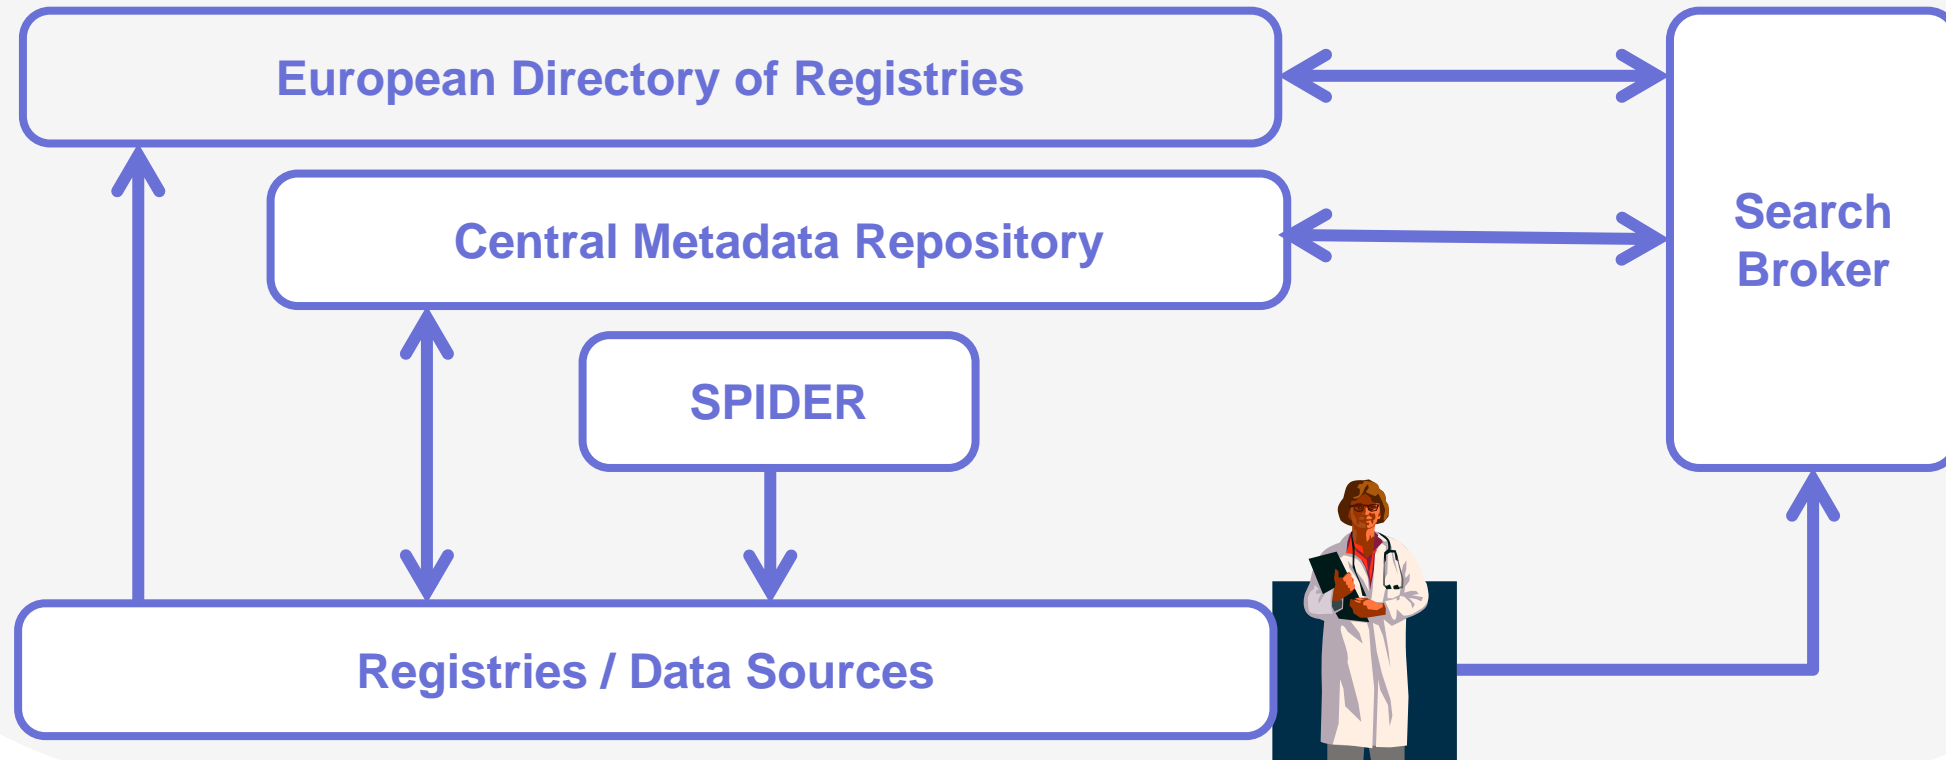 European Directory of Registries
Central Metadata Repository
Search
Broker
SPIDER
Registries / Data Sources